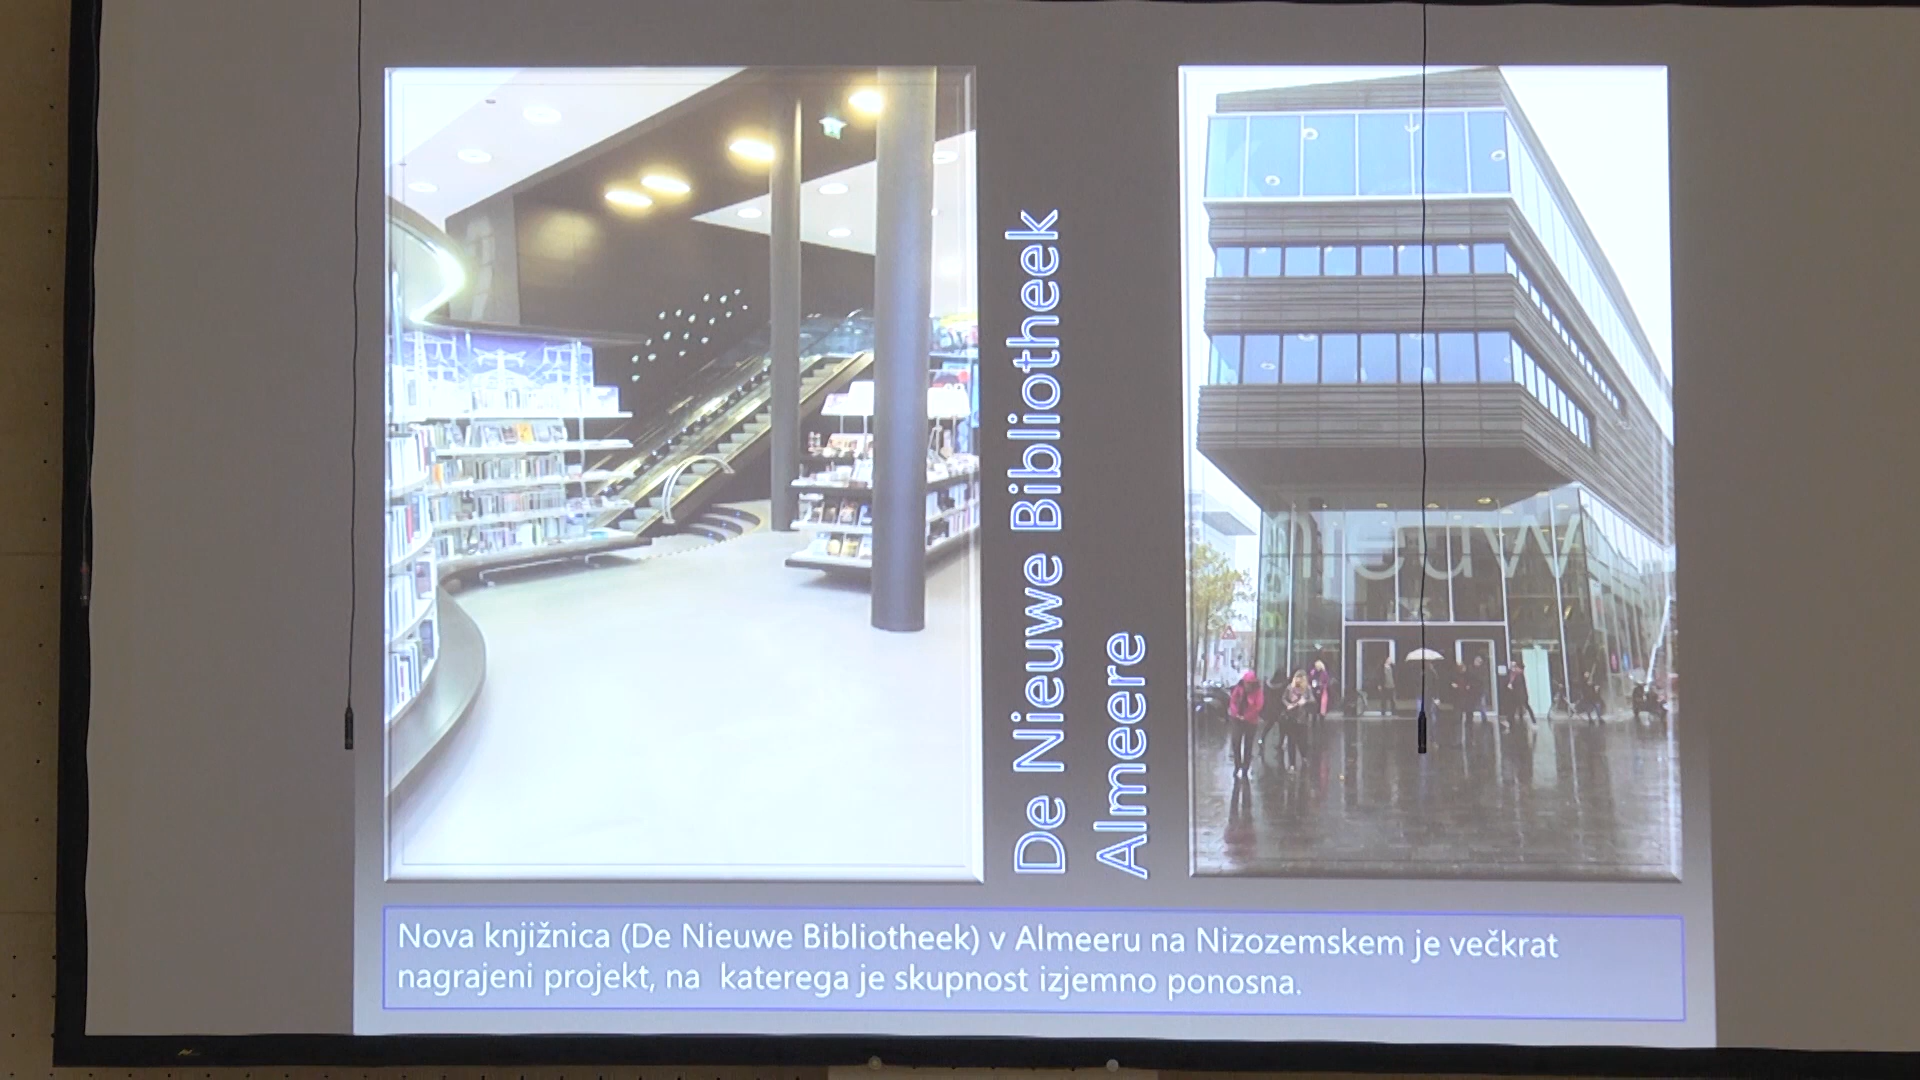 De Nieuwe Bibliotheek
Almeere
nieuw
Nova knjižnica (De Nieuwe Bibliotheek) v Almeeru na Nizozemskem je večkrat
nagrajeni projekt, na katerega je skupnost izjemno ponosna.